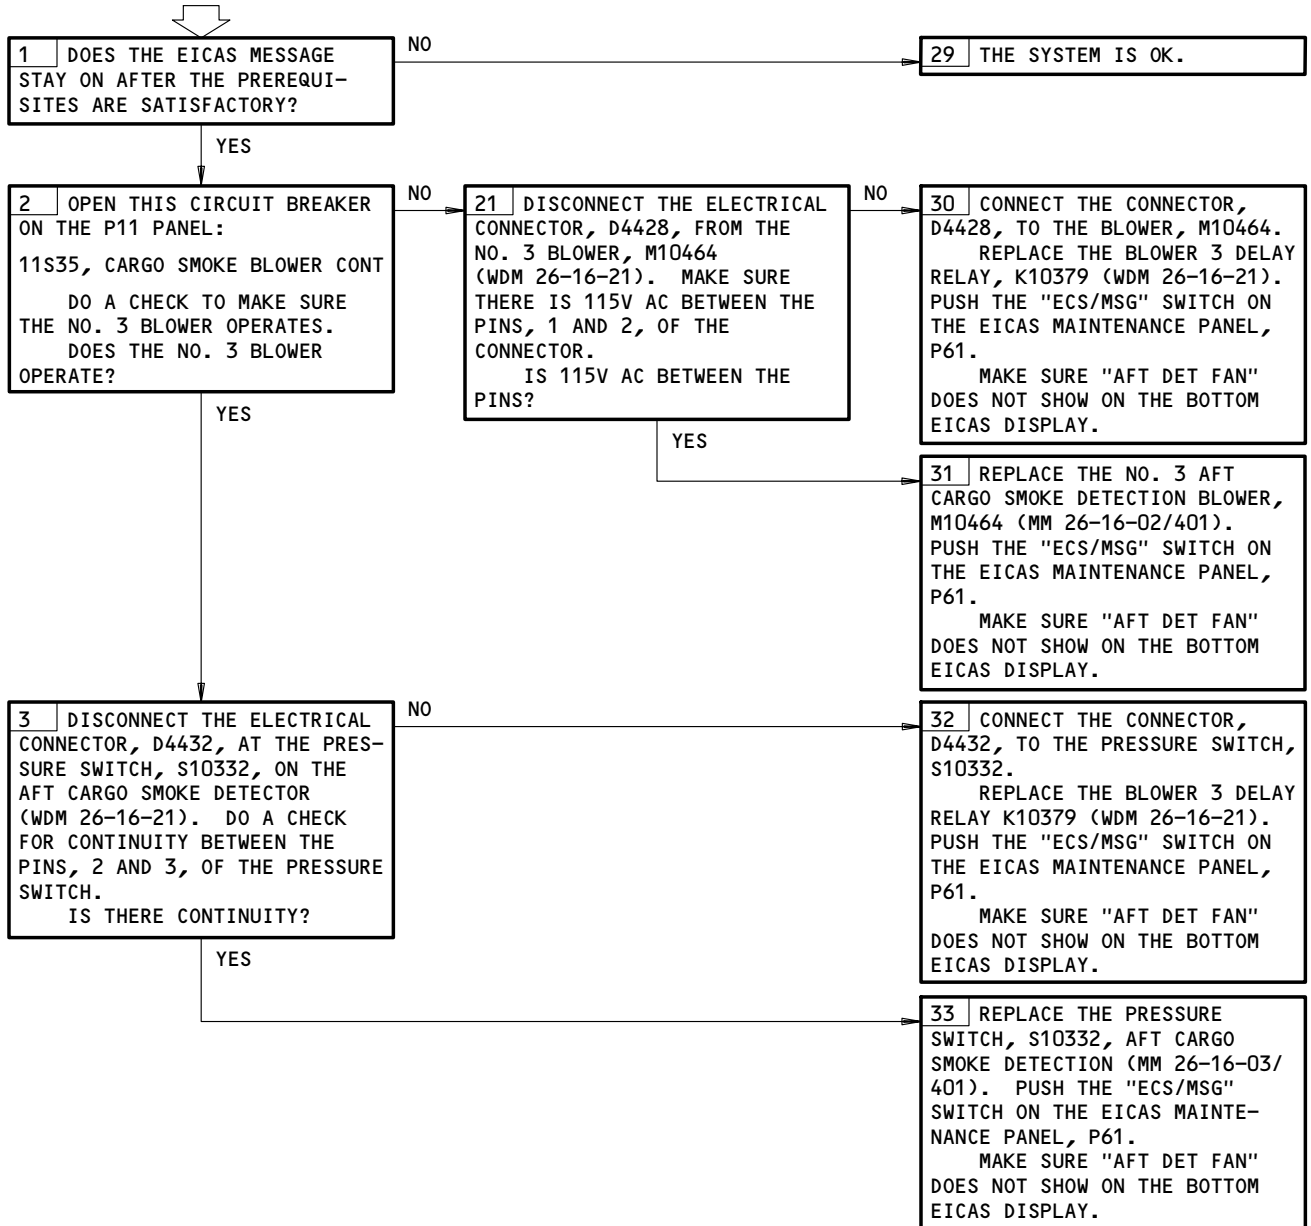 1 DOES THE EICAS MESSAGE
STAY ON AFTER THE PREREQUI-
SITES ARE SATISFACTORY?
NO
29 THE SYSTEM IS OK.
YES
2 OPEN THIS CIRCUIT BREAKER
ON THE P11 PANEL:
11S35, CARGO SMOKE BLOWER CONT
DO A CHECK TO MAKE SURE
THE NO. 3 BLOWER OPERATES.
DOES THE NO. 3 BLOWER
OPERATE?
NO
21 DISCONNECT THE ELECTRICAL
CONNECTOR, D4428, FROM THE
NO. 3 BLOWER, M10464
(WDM 26-16-21). MAKE SURE
THERE IS 115V AC BETWEEN THE
PINS, 1 AND 2, OF THE
CONNECTOR.
IS 115V AC BETWEEN THE
PINS?
NO
30 CONNECT THE CONNECTOR,
D4428, TO THE BLOWER, M10464.
REPLACE THE BLOWER 3 DELAY
RELAY, K10379 (WDM 26-16-21).
PUSH THE "ECS/MSG" SWITCH ON
THE EICAS MAINTENANCE PANEL,
P61.
MAKE SURE "AFT DET FAN"
DOES NOT SHOW ON THE BOTTOM
EICAS DISPLAY.
YES
YES
31 REPLACE THE NO. 3 AFT
CARGO SMOKE DETECTION BLOWER,
M10464 (MM 26-16-02/401).
PUSH THE "ECS/MSG" SWITCH ON
THE EICAS MAINTENANCE PANEL,
P61.
MAKE SURE "AFT DET FAN"
DOES NOT SHOW ON THE BOTTOM
EICAS DISPLAY.
3 DISCONNECT THE ELECTRICAL
CONNECTOR, D4432, AT THE PRES-
SURE SWITCH, S10332, ON THE
AFT CARGO SMOKE DETECTOR
(WDM 26-16-21). DO A CHECK
FOR CONTINUITY BETWEEN THE
PINS, 2 AND 3, OF THE PRESSURE
SWITCH.
IS THERE CONTINUITY?
NO
32 CONNECT THE CONNECTOR,
D4432, TO THE PRESSURE SWITCH,
S10332.
REPLACE THE BLOWER 3 DELAY
RELAY K10379 (WDM 26-16-21).
PUSH THE "ECS/MSG" SWITCH ON
THE EICAS MAINTENANCE PANEL,
P61.
MAKE SURE "AFT DET FAN"
DOES NOT SHOW ON THE BOTTOM
EICAS DISPLAY.
YES
33 REPLACE THE PRESSURE
SWITCH, S10332, AFT CARGO
SMOKE DETECTION (MM 26-16-03/
401). PUSH THE "ECS/MSG"
SWITCH ON THE EICAS MAINTE-
NANCE PANEL, P61.
MAKE SURE "AFT DET FAN"
DOES NOT SHOW ON THE BOTTOM
EICAS DISPLAY.